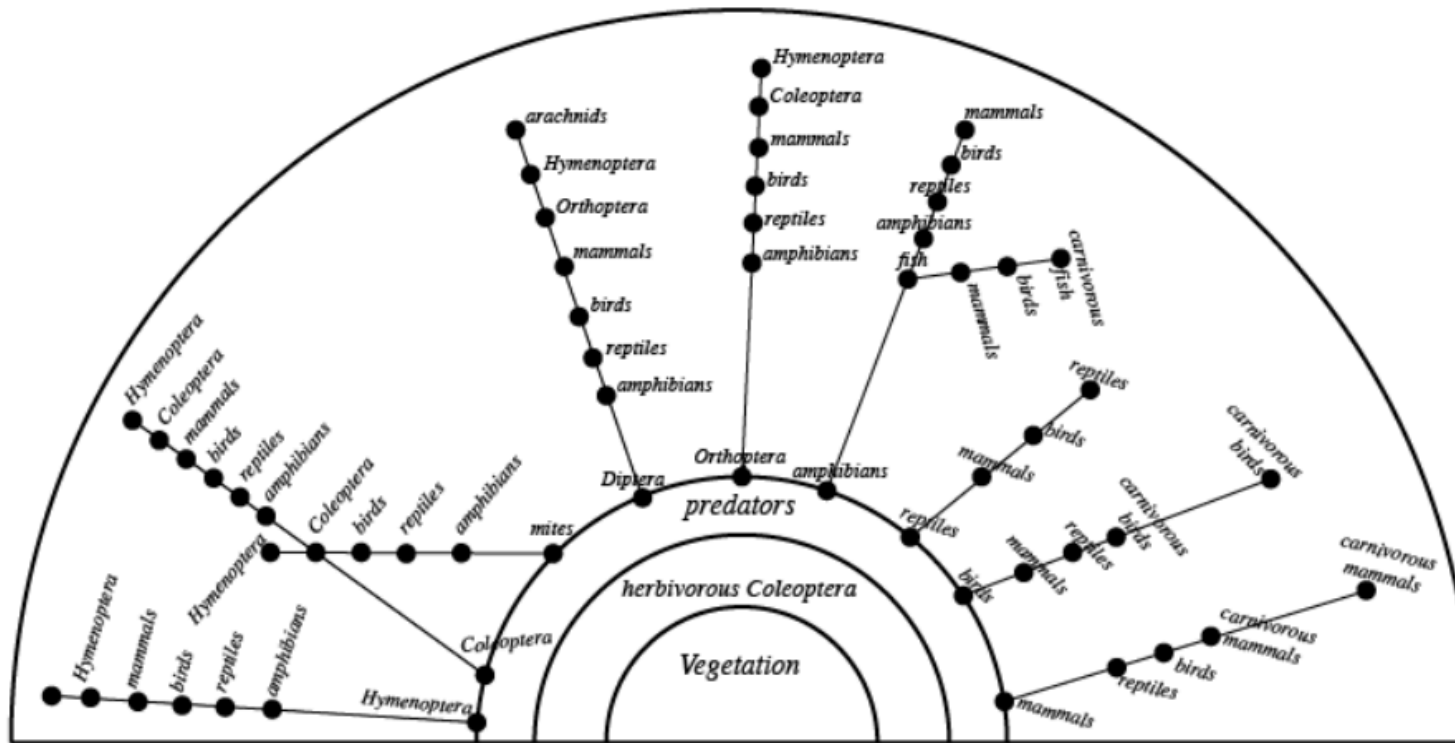 Hymenoptera
Coleoptera
mammals
birds
reptiles
amphibians
arachnids
Hymenoptera
Orthoptera
mammals
birds
reptiles
amphibians
Diptera
Orthoptera
mammals
birds
reptiles
amphibians
fish
mammals
birds
carnivorous
fish
amphibians
reptiles
birds
mammals
reptiles
carnivorous
birds
carnivorous
birds
reptiles
mammals
birds
carnivorous
mammals
carnivorous
mammals
birds
reptiles
mammals
Hymenoptera
Coleoptera
mammals
birds
reptiles
amphibians
Hymenoptera
Coleoptera
birds
reptiles
amphibians
mites
Coleoptera
Hymenoptera
mammals
birds
reptiles
amphibians
Hymenoptera
predators
herbivorous Coleoptera
Vegetation